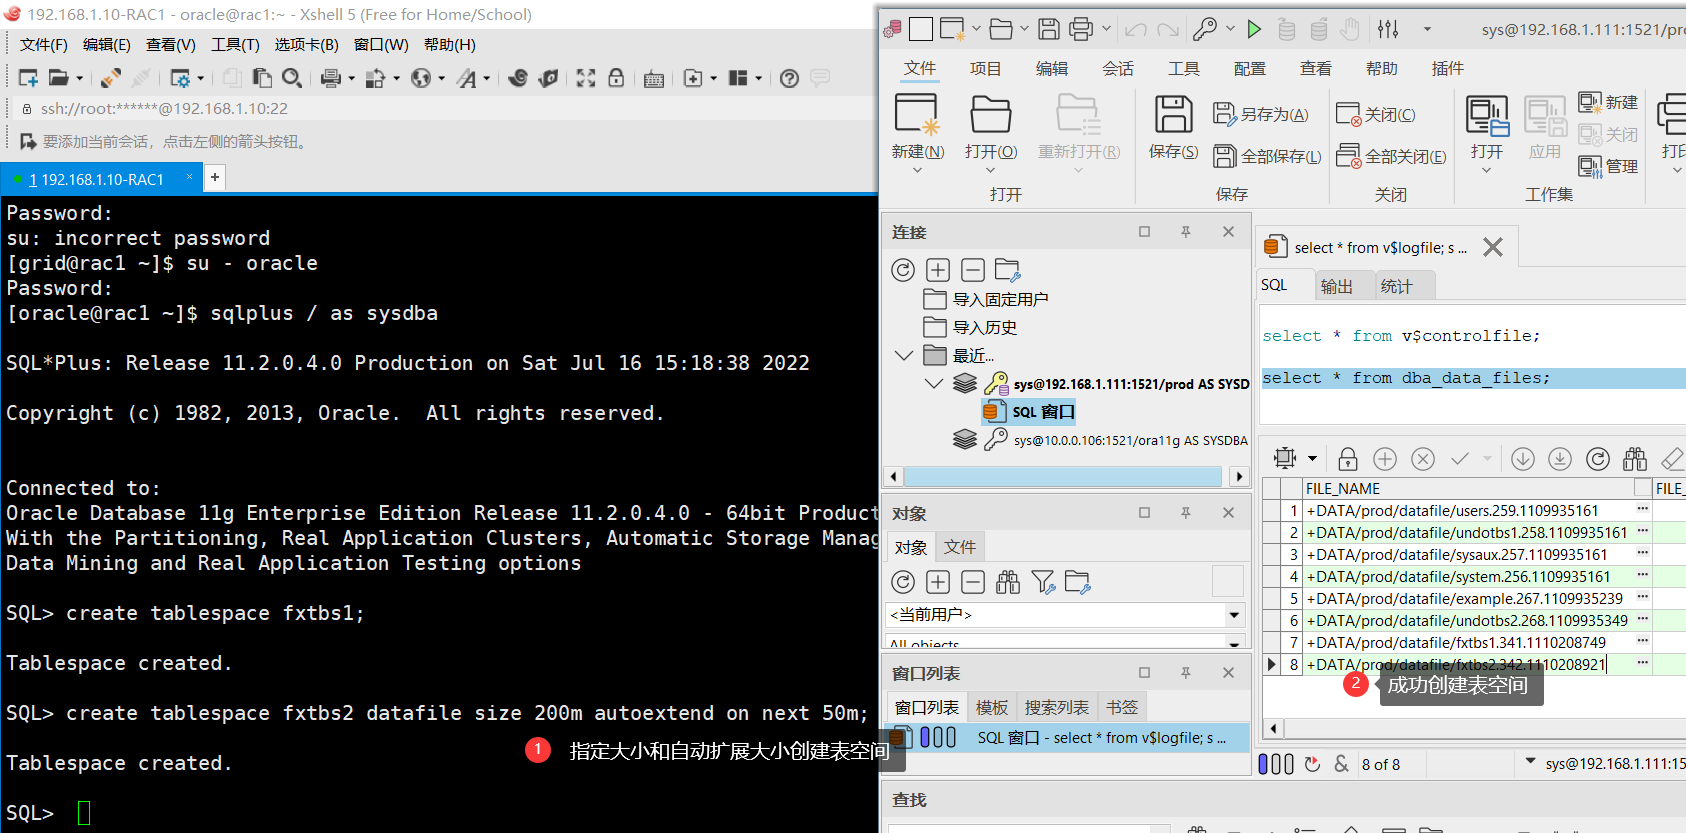 192.168.1.10-RAC1 - oracle@rac1:~ - Xshell 5 (Free for Home/School)
文件(F) 编辑(E) 查看(V) 工具(T) 选项卡(B) 窗口(W) 帮助(H)
ssh://root:******@192.168.1.10:22
要添加当前会话，点击左侧的箭头按钮。
1 192.168.1.10-RAC1 × +
Password:
su: incorrect password
[grid@rac1 ~]$ su - oracle
Password:
[oracle@rac1 ~]$ sqlplus / as sysdba
SQL*Plus: Release 11.2.0.4.0 Production on Sat Jul 16 15:18:38 2022
Copyright (c) 1982, 2013, Oracle.  All rights reserved.
Connected to:
Oracle Database 11g Enterprise Edition Release 11.2.0.4.0 - 64bit Product
With the Partitioning, Real Application Clusters, Automatic Storage Manag
Data Mining and Real Application Testing options
SQL> create tablespace fxtbs1;
Tablespace created.
SQL> create tablespace fxtbs2 datafile size 200m autoextend on next 50m;
1 指定大小和自动扩展大小创建表空间
Tablespace created.
SQL>
sys@192.168.1.111:1521/pro
文件 项目 编辑 会话 工具 配置 查看 帮助 插件
新建(N) 打开(O) 重新打开(R)
打开
保存(S) 另存为(A)
全部保存(L)
保存
关闭(C)
全部关闭(E)
关闭
打开 应用 新建
关闭
管理
工作集
打印
连接
导入固定用户
导入历史
最近...
sys@192.168.1.111:1521/prod AS SYSD
SQL 窗口
sys@10.0.0.106:1521/ora11g AS SYSDBA
对象
对象 文件
<当前用户>
All objects
窗口列表
窗口列表 模板 搜索列表 书签
SQL 窗口 - select * from v$logfile; s ...
查找
select * from v$logfile; s ...
SQL 输出 统计
select * from v$controlfile;
select * from dba_data_files;
FILE_NAME FILE_
1 +DATA/prod/datafile/users.259.1109935161 ...
2 +DATA/prod/datafile/undotbs1.258.1109935161 ...
3 +DATA/prod/datafile/sysaux.257.1109935161 ...
4 +DATA/prod/datafile/system.256.1109935161 ...
5 +DATA/prod/datafile/example.267.1109935239 ...
6 +DATA/prod/datafile/undotbs2.268.1109935349 ...
7 +DATA/prod/datafile/fxtbs1.341.1110208749 ...
8 +DATA/prod/datafile/fxtbs2.342.1110208921 ...
2 成功创建表空间
& 8 of 8 sys@192.168.1.111:15